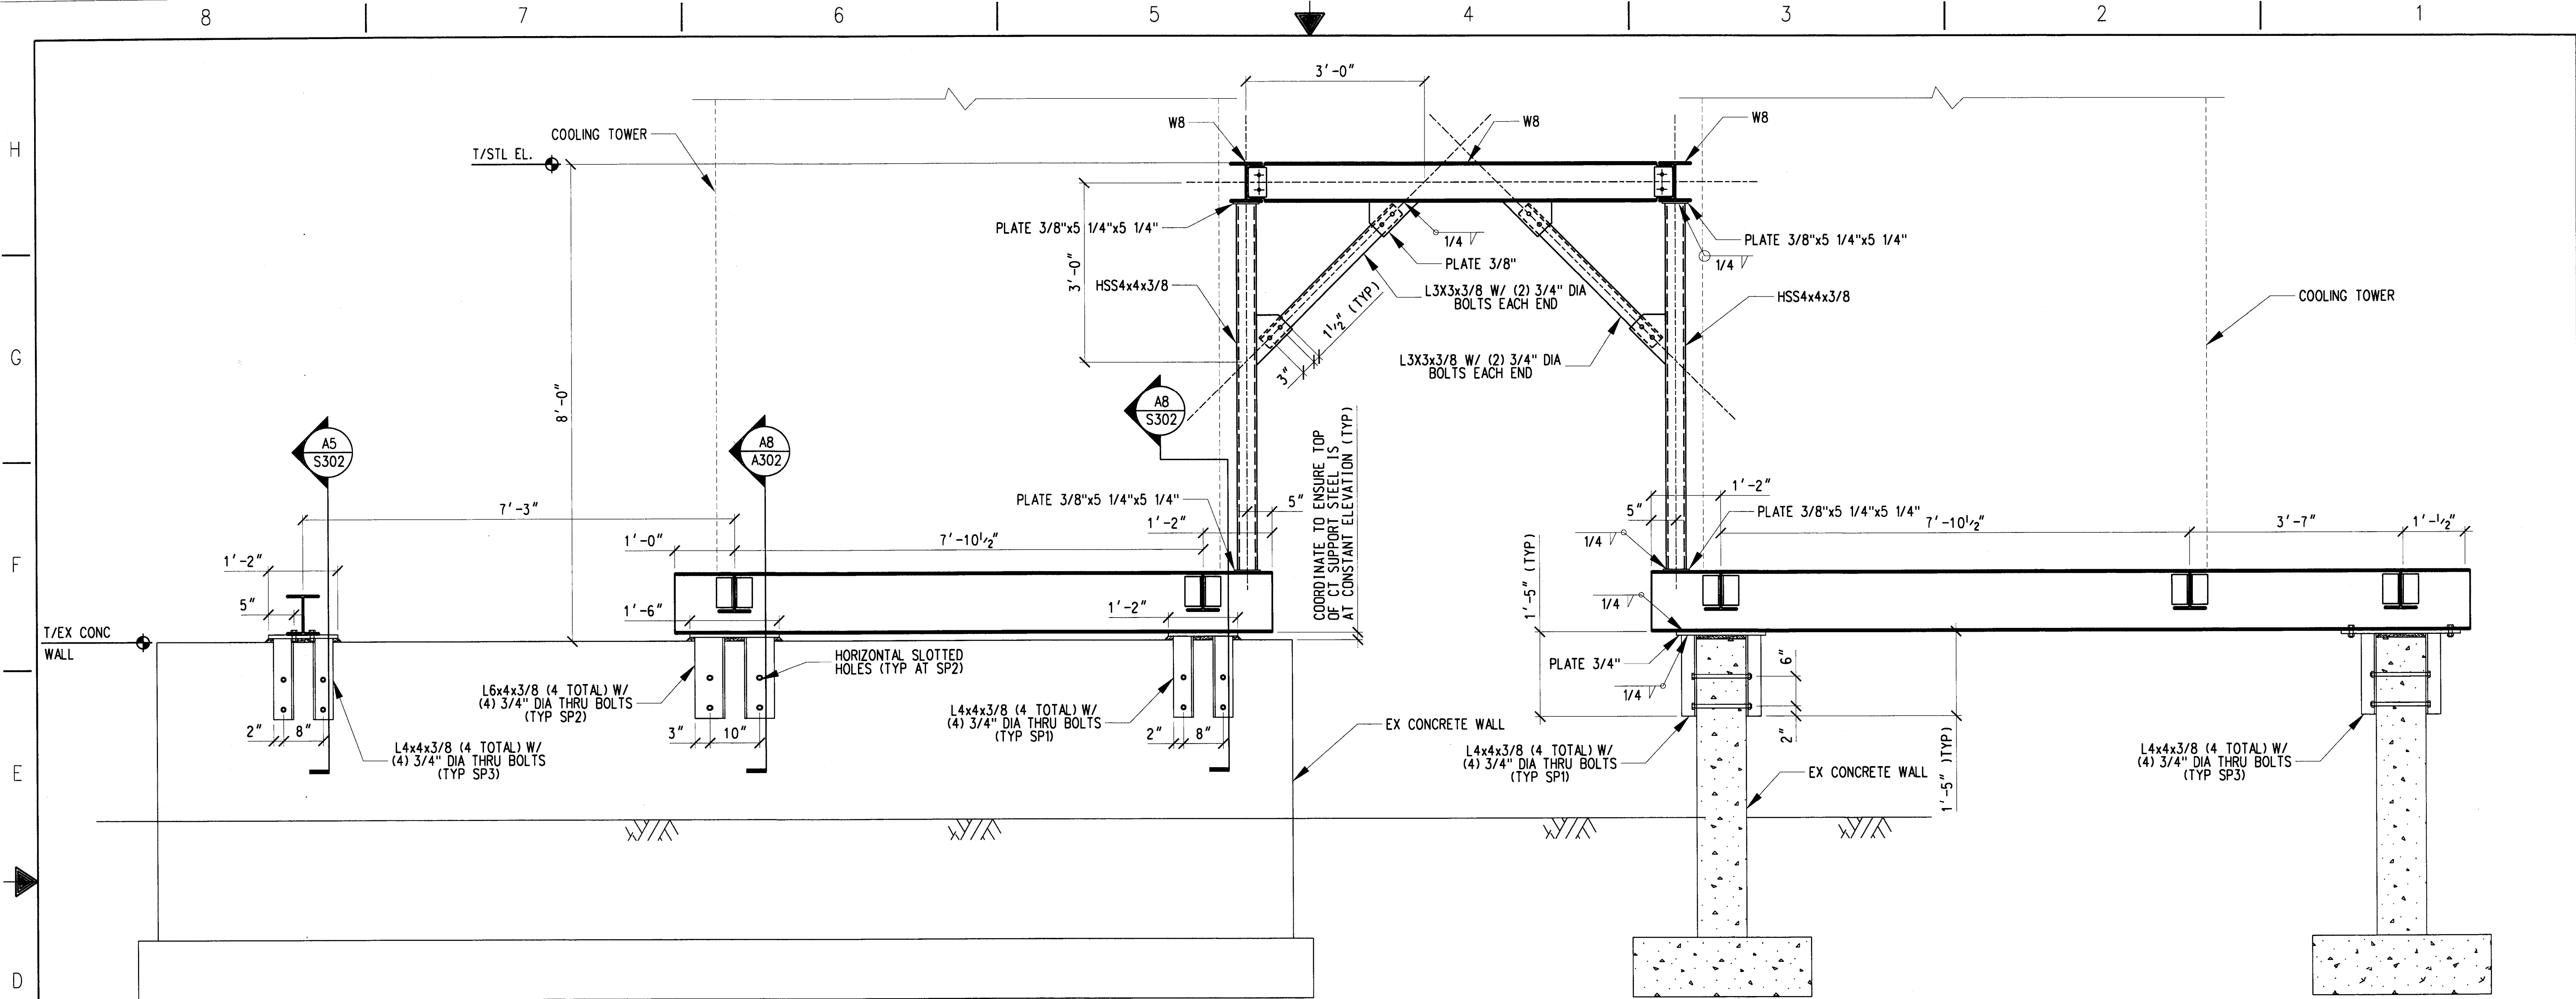 8
7
6
5
4
3
2
1
H
G
F
E
D
3'-0"
COOLING TOWER
W8
W8
W8
T/STL EL.
PLATE 3/8"x5 1/4"x5 1/4"
1/4
PLATE 3/8"x5 1/4"x5 1/4"
1/4
PLATE 3/8"
3'-0"
HSS4x4x3/8
L3X3x3/8 W/ (2) 3/4" DIA
BOLTS EACH END
HSS4x4x3/8
COOLING TOWER
1 1/2" (TYP)
3"
L3X3x3/8 W/ (2) 3/4" DIA
BOLTS EACH END
8'-0"
A5
S302
A8
A302
A8
S302
COORDINATE TO ENSURE TOP
OF CT SUPPORT STEEL IS
AT CONSTANT ELEVATION (TYP)
7'-3"
PLATE 3/8"x5 1/4"x5 1/4"
5"
1'-2"
1'-2"
5"
PLATE 3/8"x5 1/4"x5 1/4"
7'-10 1/2"
3'-7"
1'-1/2"
1'-0"
7'-10 1/2"
1/4
1'-2"
5"
1'-6"
1'-2"
1'-5" (TYP)
1/4
T/EX CONC
WALL
HORIZONTAL SLOTTED
HOLES (TYP AT SP2)
PLATE 3/4"
1/4
6"
L6x4x3/8 (4 TOTAL) W/
(4) 3/4" DIA THRU BOLTS
(TYP SP2)
L4x4x3/8 (4 TOTAL) W/
(4) 3/4" DIA THRU BOLTS
(TYP SP1)
2"
8"
L4x4x3/8 (4 TOTAL) W/
(4) 3/4" DIA THRU BOLTS
(TYP SP3)
3"
10"
2"
8"
EX CONCRETE WALL
L4x4x3/8 (4 TOTAL) W/
(4) 3/4" DIA THRU BOLTS
(TYP SP1)
2"
1'-5" )TYP)
EX CONCRETE WALL
L4x4x3/8 (4 TOTAL) W/
(4) 3/4" DIA THRU BOLTS
(TYP SP3)